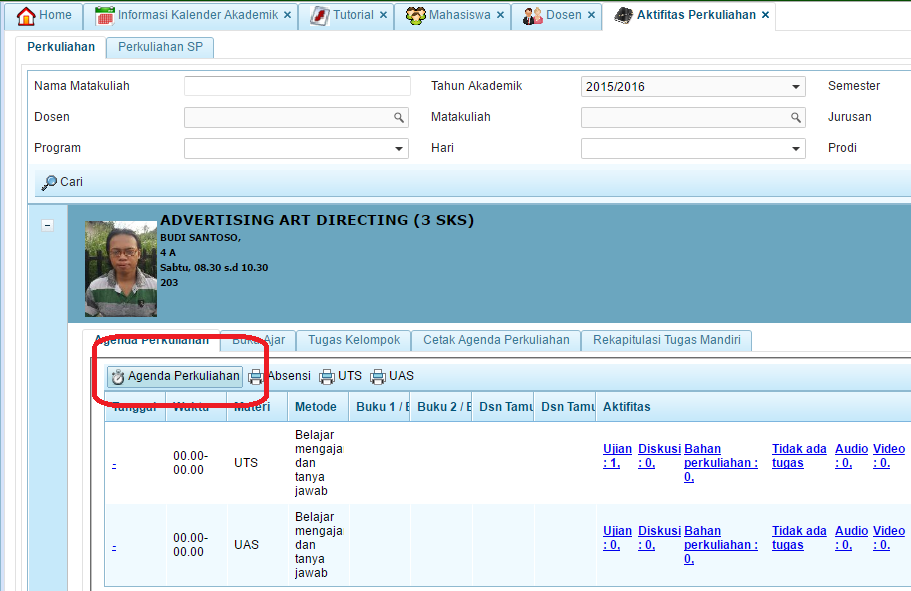 Home Informasi Kalender Akademik × Tutorial × Mahasiswa × Dosen × Aktifitas Perkuliahan ×
Perkuliahan Perkuliahan SP
Nama Matakuliah Tahun Akademik 2015/2016 Semester
Dosen Matakuliah Jurusan
Program Hari Prodi
Cari
ADVERTISING ART DIRECTING (3 SKS)
BUDI SANTOSO,
4 A
Sabtu, 08.30 s.d 10.30
203
Agenda Perkuliahan Buku Ajar Tugas Kelompok Cetak Agenda Perkuliahan Rekapitulasi Tugas Mandiri
Agenda Perkuliahan Absensi UTS UAS
Tanggal Waktu Materi Metode Buku 1 / B Buku 2 / B Dsn Tamu Dsn Tamu Aktifitas
Belajar
mengaja
dan
tanya
jawab
-
00.00-
00.00
UTS
Ujian Diskusi Bahan Tidak ada Audio Video
: 1, : 0, perkuliahan : tugas : 0, : 0,
0,
Belajar
mengaja
dan
tanya
jawab
-
00.00-
00.00
UAS
Ujian Diskusi Bahan Tidak ada Audio Video
: 0, : 0, perkuliahan : tugas : 0, : 0,
0,